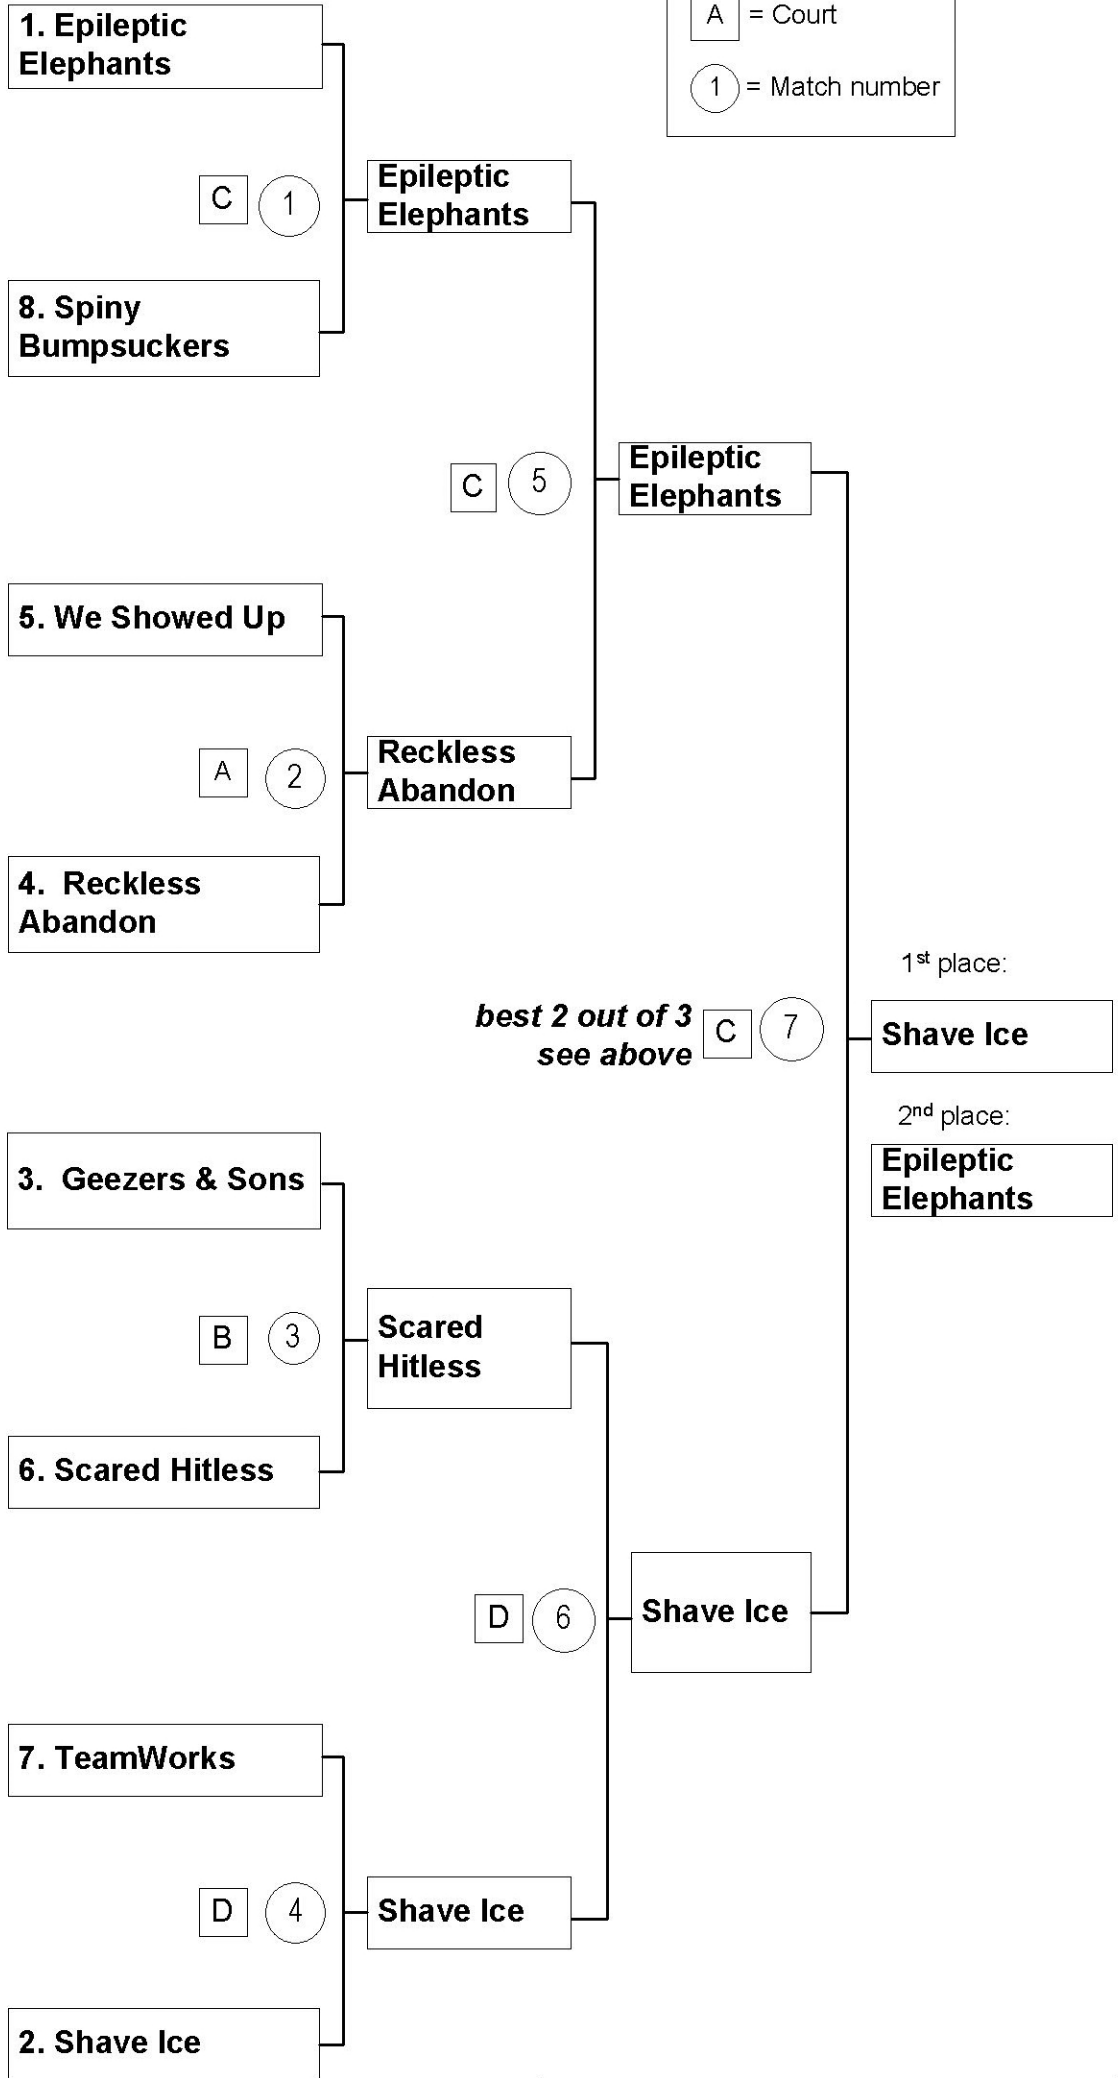 1. Epileptic
Elephants
A = Court
1 = Match number
C 1
Epileptic
Elephants
8. Spiny
Bumpsuckers
C 5
Epileptic
Elephants
5. We Showed Up
A 2
Reckless
Abandon
4. Reckless
Abandon
1st place:
best 2 out of 3
see above
C 7
Shave Ice
2nd place:
Epileptic
Elephants
3. Geezers & Sons
B 3
Scared
Hitless
6. Scared Hitless
D 6
Shave Ice
7. TeamWorks
D 4
Shave Ice
2. Shave Ice